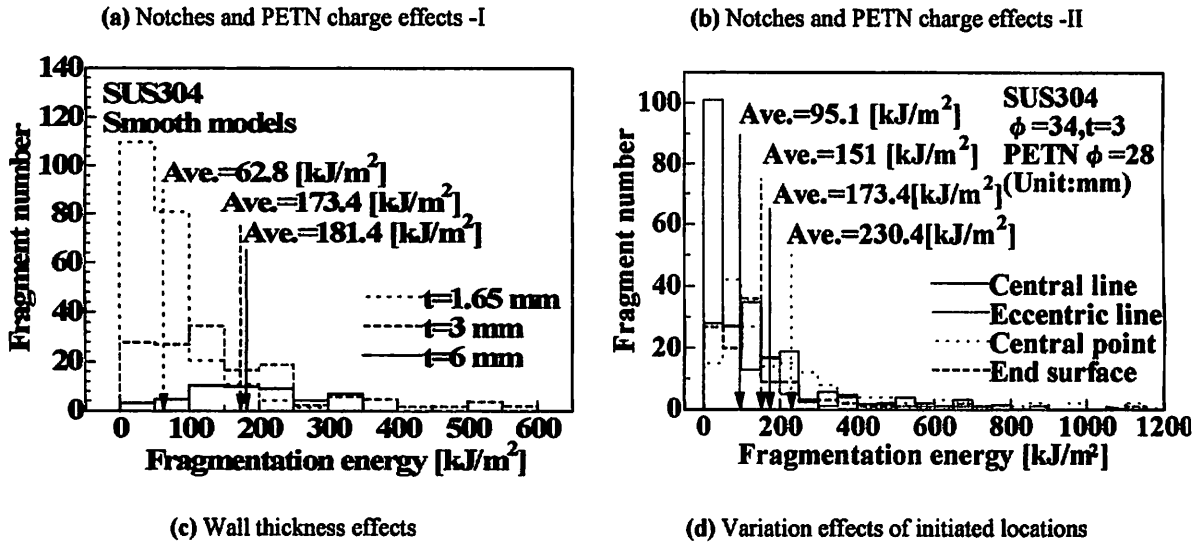 (a) Notches and PETN charge effects -I
(b) Notches and PETN charge effects -II
140
120
100
80
60
40
20
0
Fragment number
SUS304
Smooth models
Ave.=62.8 [kJ/m²]
Ave.=173.4 [kJ/m²]
Ave.=181.4 [kJ/m²]
t=1.65 mm
t=3 mm
t=6 mm
0 100 200 300 400 500 600
Fragmentation energy [kJ/m²]
(c) Wall thickness effects
100
80
60
40
20
0
Fragment number
Ave.=95.1 [kJ/m²]
Ave.=151 [kJ/m²]
Ave.=173.4[kJ/m²]
Ave.=230.4[kJ/m²]
SUS304
ϕ =34,t=3
PETN ϕ =28
(Unit:mm)
Central line
Eccentric line
Central point
End surface
0 200 400 600 800 1000 1200
Fragmentation energy [kJ/m²]
(d) Variation effects of initiated locations